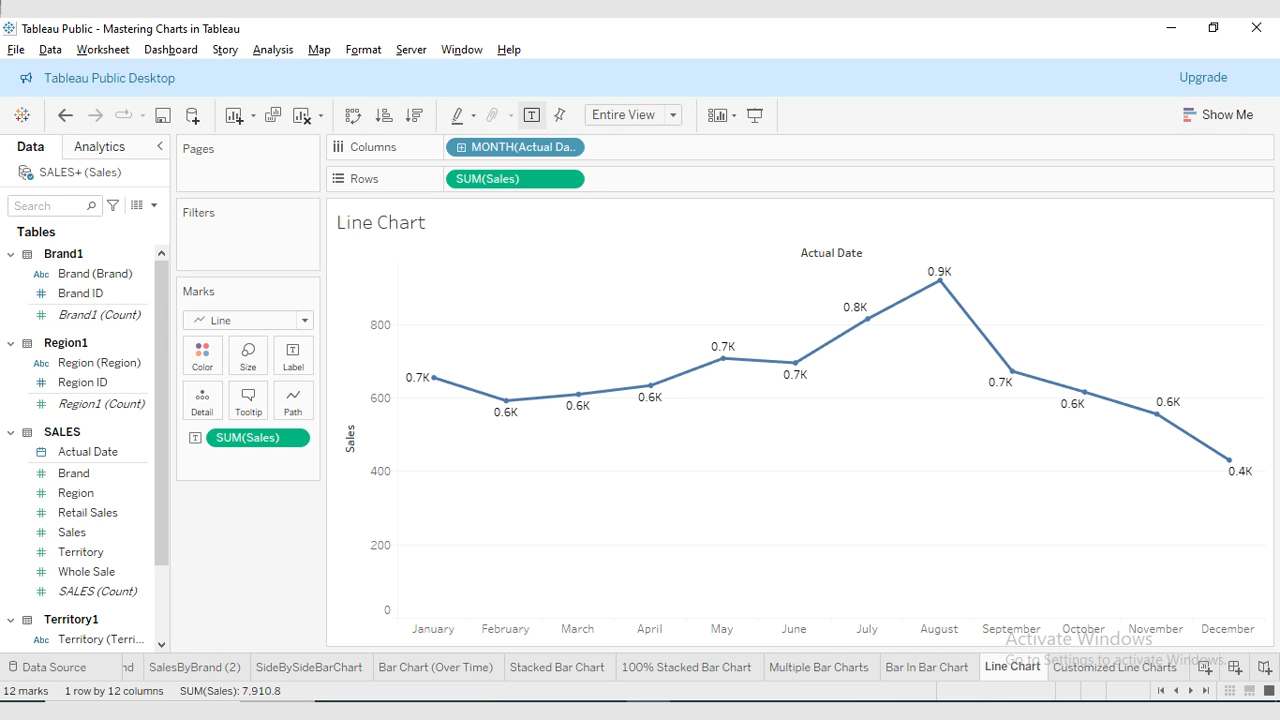 Tableau Public - Mastering Charts in Tableau
File Data Worksheet Dashboard Story Analysis Map Format Server Window Help
Tableau Public Desktop Upgrade
Entire View Show Me
Data Analytics
SALES+ (Sales)
Search
Tables
Brand1
Abc Brand (Brand)
Brand ID
Brand1 (Count)
Region1
Abc Region (Region)
Region ID
Region1 (Count)
SALES
Actual Date
Brand
Region
Retail Sales
Sales
Territory
Whole Sale
SALES (Count)
Territory1
Abc Territory (Terri...
Pages
Filters
Marks
Line
Color Size Label
Detail Tooltip Path
SUM(Sales)
Columns MONTH(Actual Da..
Rows SUM(Sales)
Line Chart
Actual Date
0.9K
0.8K
800
0.7K
0.7K 0.7K
0.7K
0.7K
600
0.6K 0.6K 0.6K 0.6K 0.6K
Sales
400
0.4K
200
0
January February March April May June July August September October November December
Activate Windows
Go to Settings to activate Windows.
Data Source nd SalesByBrand (2) SideBySideBarChart Bar Chart (Over Time) Stacked Bar Chart 100% Stacked Bar Chart Multiple Bar Charts Bar In Bar Chart Line Chart Customized Line Charts
12 marks 1 row by 12 columns SUM(Sales): 7,910.8